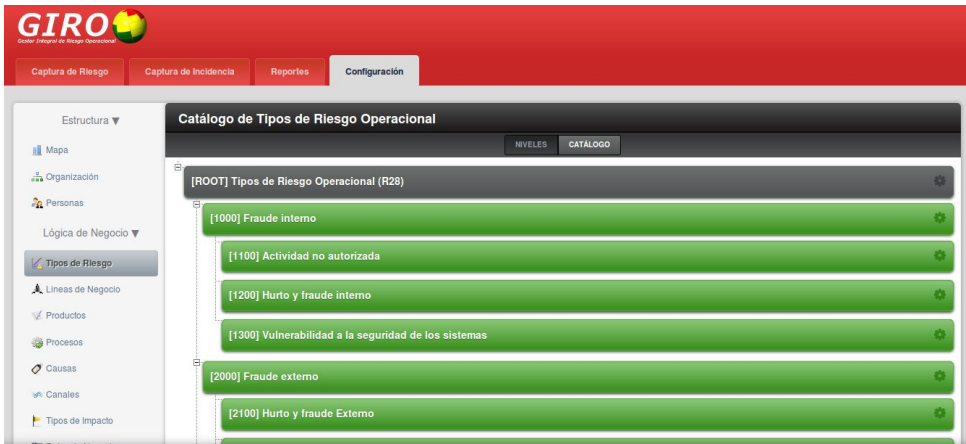 GIRO
Gestor Integral de Riesgo Operacional
Captura de Riesgo
Captura de Incidencia
Reportes
Configuración
Estructura ▼
Mapa
Organización
Personas
Lógica de Negocio ▼
Tipos de Riesgo
Lineas de Negocio
Productos
Procesos
Causas
Canales
Tipos de Impacto
Catálogo de Tipos de Riesgo Operacional
NIVELES
CATÁLOGO
[ROOT] Tipos de Riesgo Operacional (R28)
[1000] Fraude interno
[1100] Actividad no autorizada
[1200] Hurto y fraude interno
[1300] Vulnerabilidad a la seguridad de los sistemas
[2000] Fraude externo
[2100] Hurto y fraude Externo